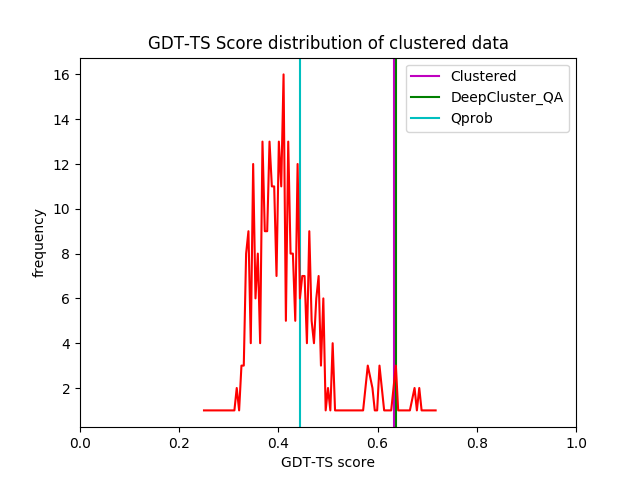 GDT-TS Score distribution of clustered data
Clustered
DeepCluster_QA
Qprob
frequency
16
14
12
10
8
6
4
2
0.0 0.2 0.4 0.6 0.8 1.0
GDT-TS score